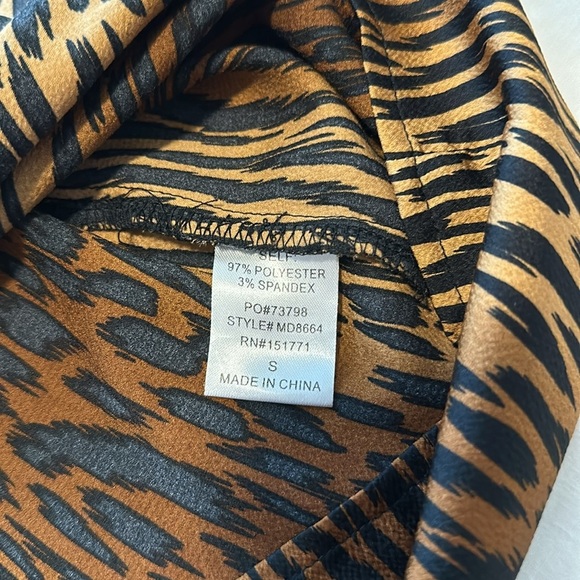 SELF:
97% POLYESTER
3% SPANDEX
PO#73798
STYLE# MD8664
RN#151771
S
MADE IN CHINA